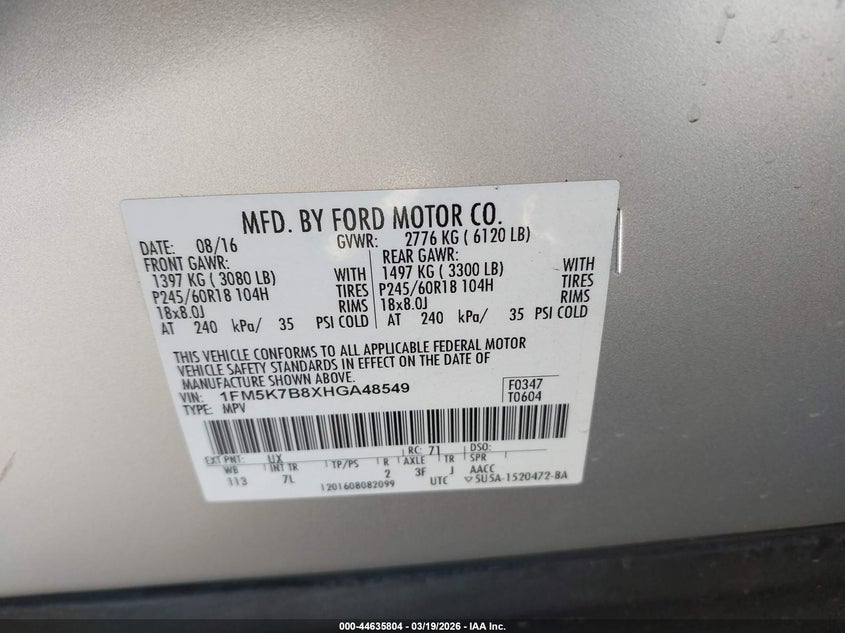 MFD. BY FORD MOTOR CO.
DATE: 08/16 GVWR: 2776 KG ( 6120 LB)
FRONT GAWR: REAR GAWR:
1397 KG ( 3080 LB) WITH 1497 KG ( 3300 LB) WITH
P245/60R18 104H TIRES P245/60R18 104H TIRES
18x8.0J RIMS 18x8.0J RIMS
AT 240 kPa/ 35 PSI COLD AT 240 kPa/ 35 PSI COLD
THIS VEHICLE CONFORMS TO ALL APPLICABLE FEDERAL MOTOR
VEHICLE SAFETY STANDARDS IN EFFECT ON THE DATE OF
MANUFACTURE SHOWN ABOVE.
VIN: 1FM5K7B8XHGA48549 F0347
TYPE: MPV T0604
EXT PNT: UX RC: 71 DSO:
WB INT TR TP/PS R AXLE TR SPR
113 7L 2 3F J AACC
1201608082099 UTC ▽5U5A-1520472-BA
000-44635804 | 03/19/2026 - IAA Inc.